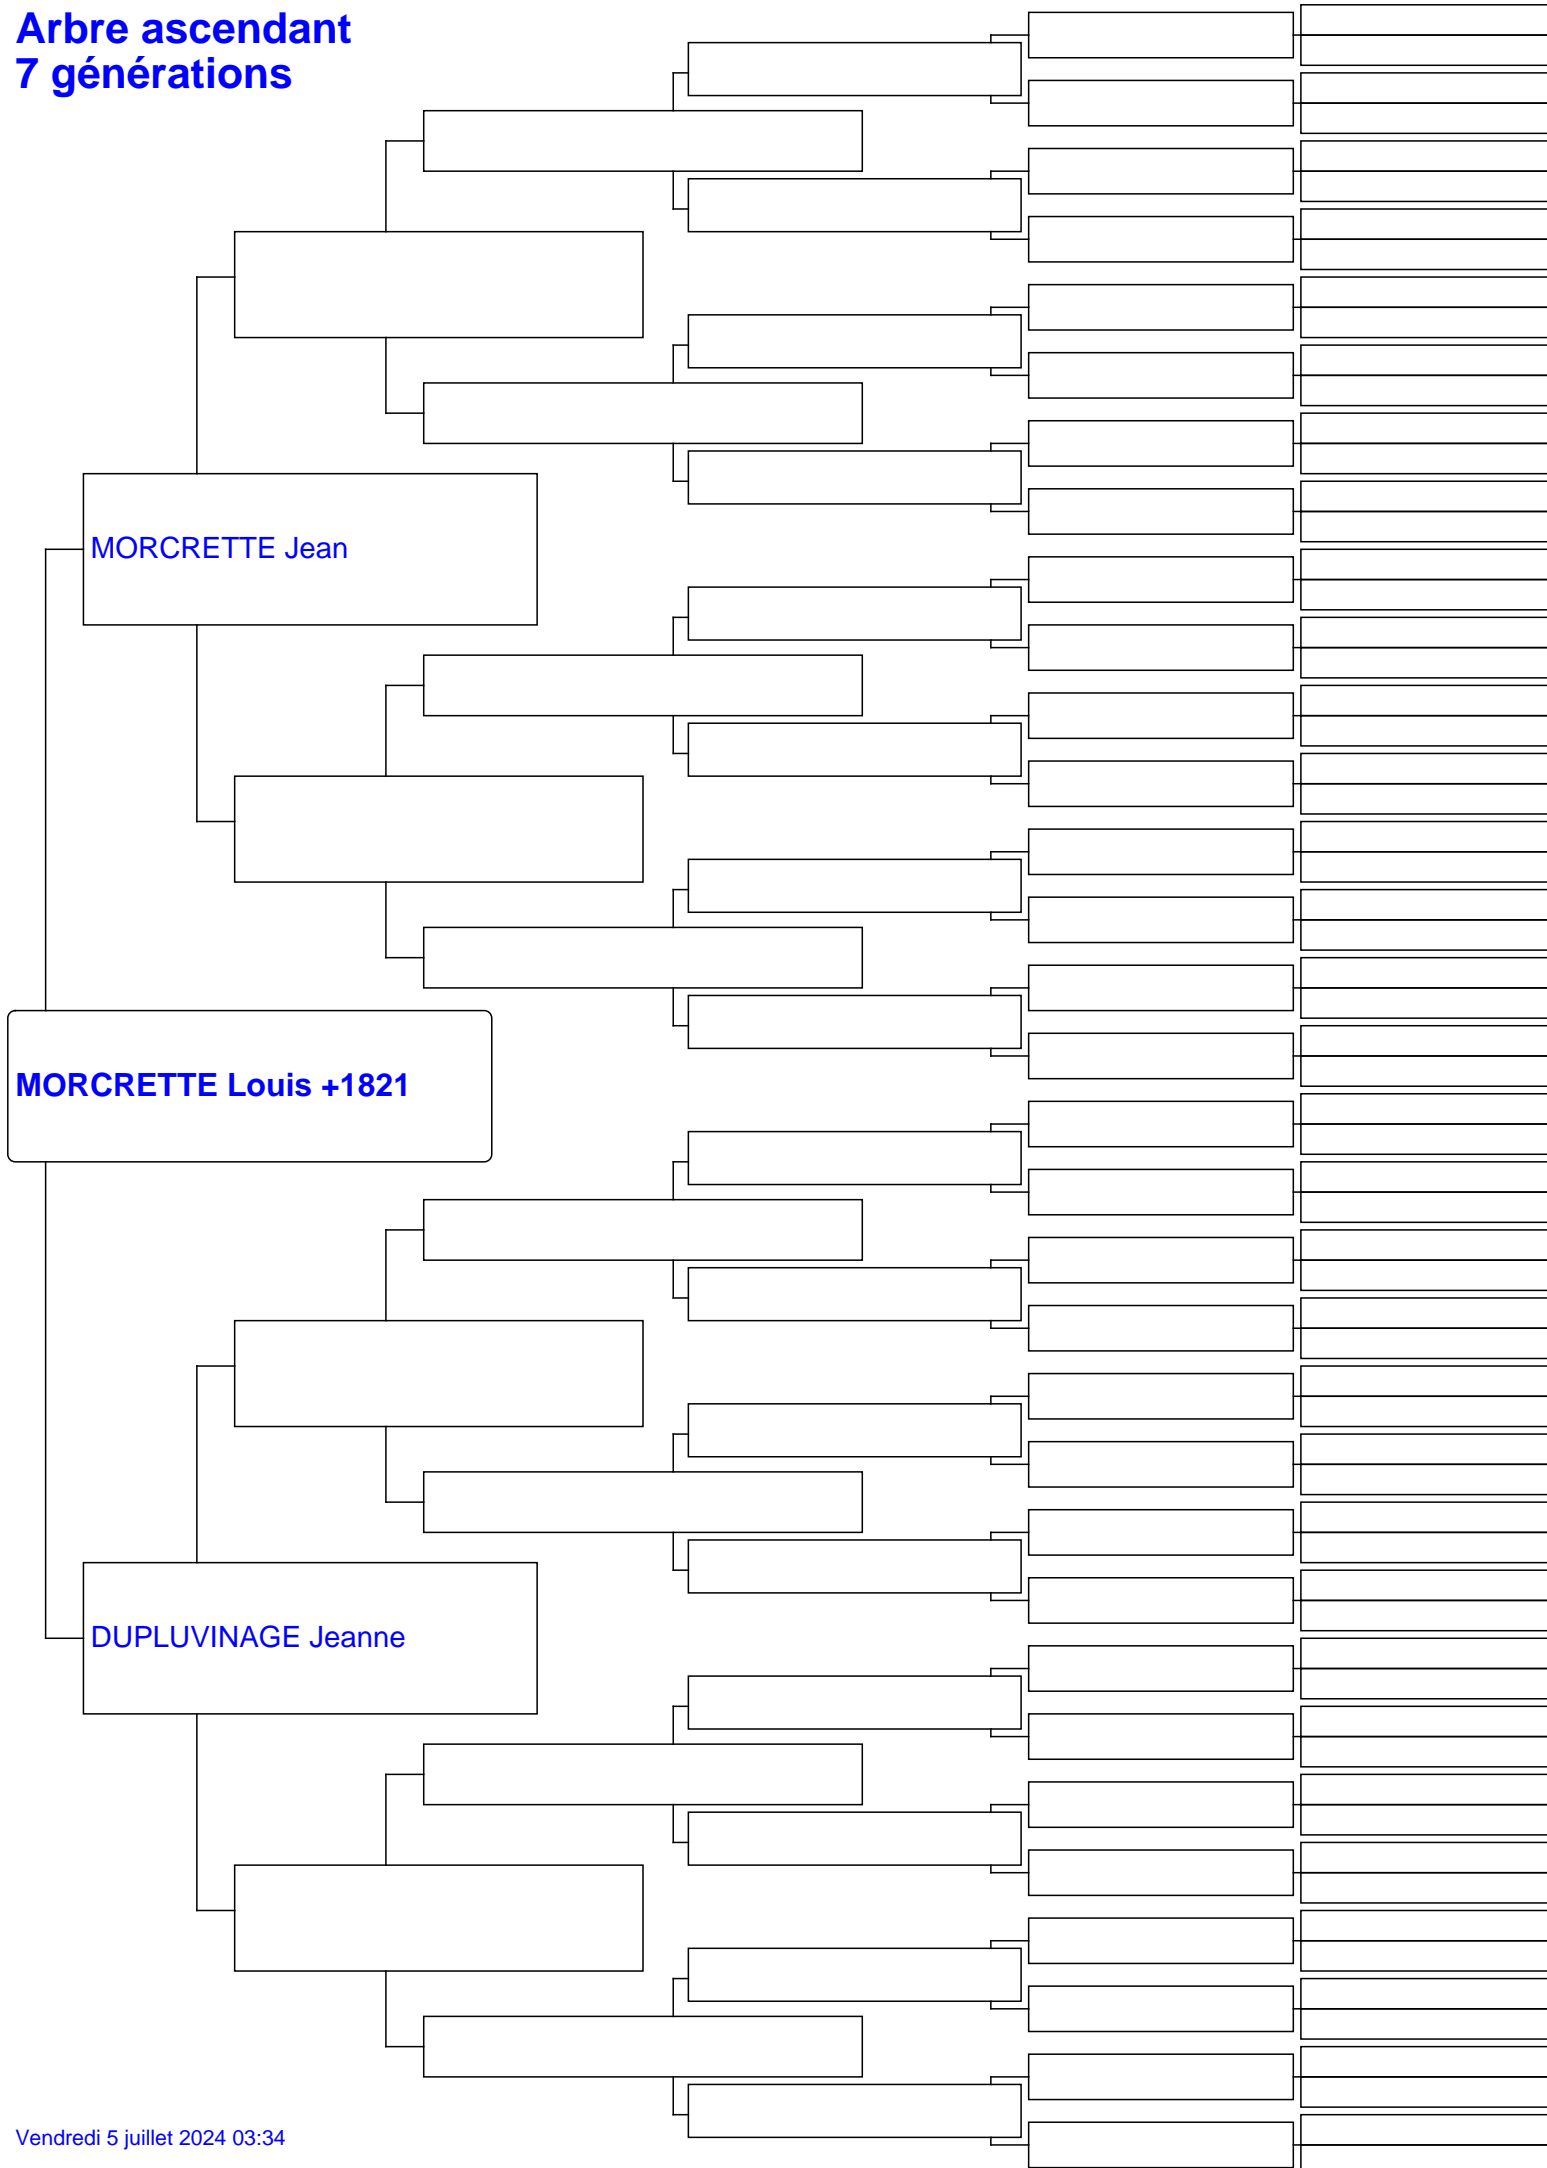 Arbre ascendant
7 générations
MORCRETTE Jean
MORCRETTE Louis +1821
DUPLUVINAGE Jeanne
Vendredi 5 juillet 2024 03:34